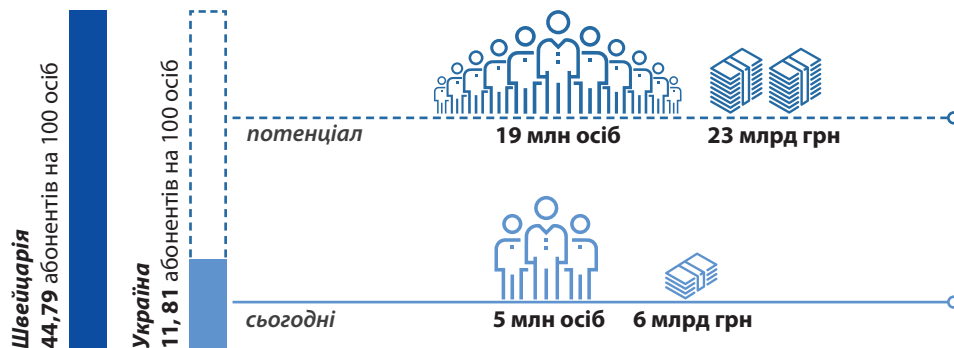 Швейцарія
44,79 абонентів на 100 осіб
Україна
11,81 абонентів на 100 осіб
потенціал
19 млн осіб
23 млрд грн
сьогодні
5 млн осіб
6 млрд грн